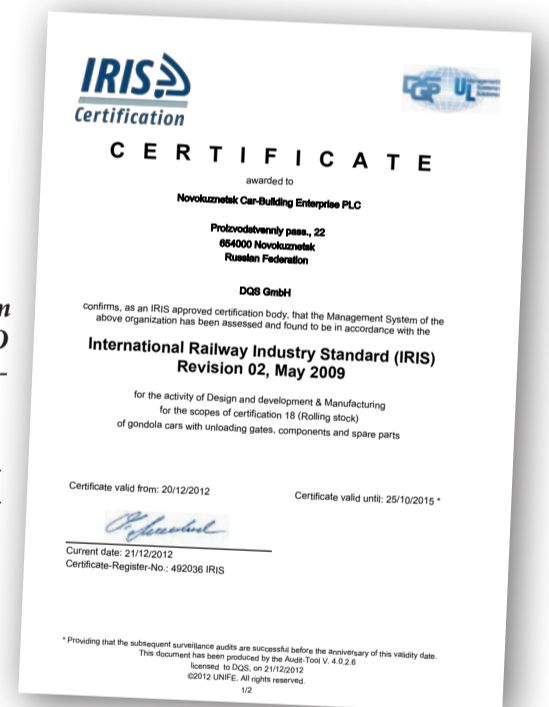 IRIS
Certification
DQS UL Management Systems Solutions
C E R T I F I C A T E
awarded to
Novokuznetsk Car-Building Enterprise PLC
Proizvodstvenniy pass., 22
654000 Novokuznetsk
Russian Federation
DQS GmbH
confirms, as an IRIS approved certification body, that the Management System of the
above organization has been assessed and found to be in accordance with the
International Railway Industry Standard (IRIS)
Revision 02, May 2009
for the activity of Design and development & Manufacturing
for the scopes of certification 18 (Rolling stock)
of gondola cars with unloading gates, components and spare parts
Certificate valid from: 20/12/2012
Certificate valid until: 25/10/2015 *
Current date: 21/12/2012
Certificate-Register-No.: 492036 IRIS
* Providing that the subsequent surveillance audits are successful before the anniversary of this validity date.
This document has been produced by the Audit-Tool V. 4.0.2.6
licensed to DQS, on 21/12/2012
©2012 UNIFE. All rights reserved.
1/2